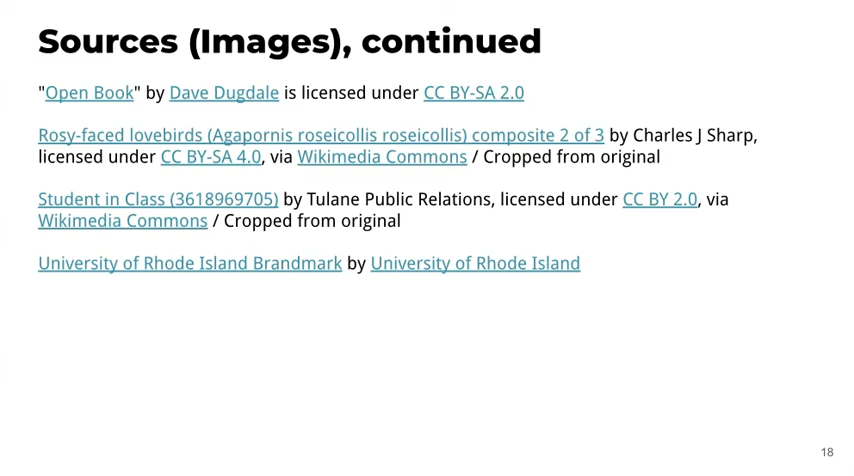 Sources (Images), continued
"Open Book" by Dave Dugdale is licensed under CC BY-SA 2.0
Rosy-faced lovebirds (Agapornis roseicollis roseicollis) composite 2 of 3 by Charles J Sharp,
licensed under CC BY-SA 4.0, via Wikimedia Commons / Cropped from original
Student in Class (3618969705) by Tulane Public Relations, licensed under CC BY 2.0, via
Wikimedia Commons / Cropped from original
University of Rhode Island Brandmark by University of Rhode Island
18